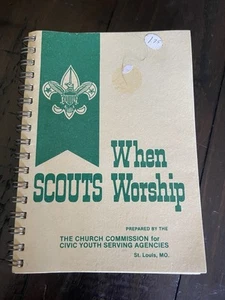 When
SCOUTS Worship
PREPARED BY THE
THE CHURCH COMMISSION for
CIVIC YOUTH SERVING AGENCIES
St. Louis, MO.